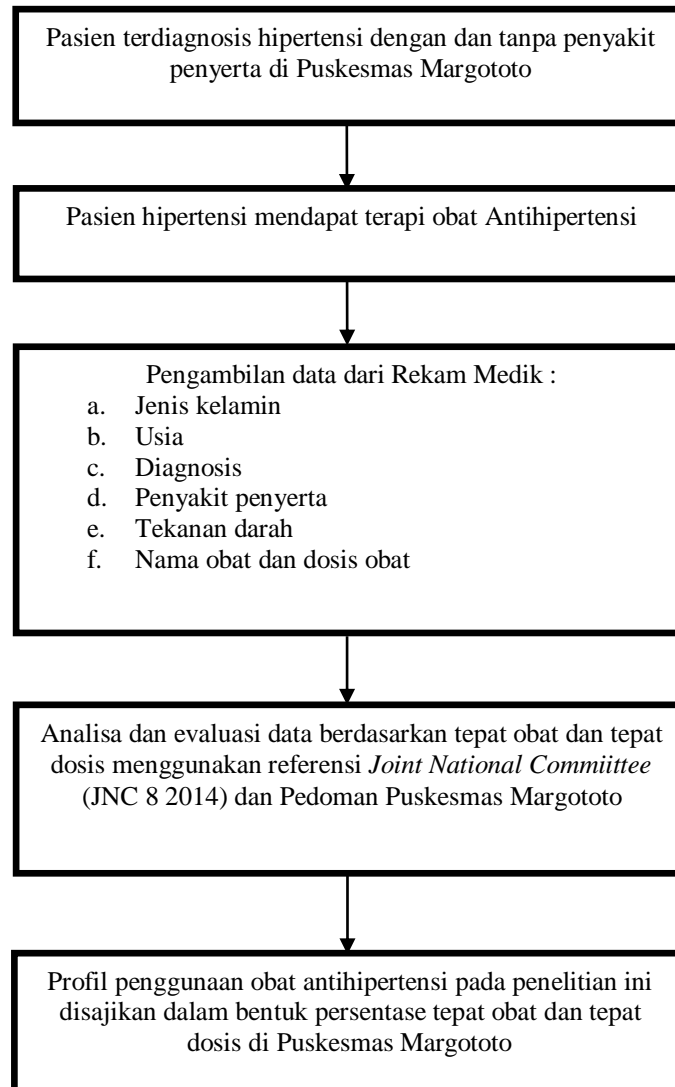 Pasien terdiagnosis hipertensi dengan dan tanpa penyakit
penyerta di Puskesmas Margototo
Pasien hipertensi mendapat terapi obat Antihipertensi
Pengambilan data dari Rekam Medik :
a. Jenis kelamin
b. Usia
c. Diagnosis
d. Penyakit penyerta
e. Tekanan darah
f. Nama obat dan dosis obat
Analisa dan evaluasi data berdasarkan tepat obat dan tepat
dosis menggunakan referensi Joint National Commiittee
(JNC 8 2014) dan Pedoman Puskesmas Margototo
Profil penggunaan obat antihipertensi pada penelitian ini
disajikan dalam bentuk persentase tepat obat dan tepat
dosis di Puskesmas Margototo